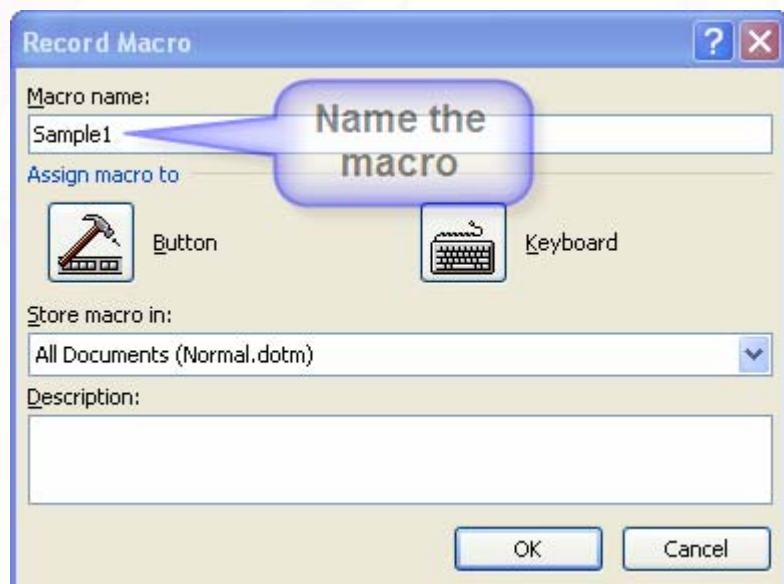 Record Macro
Macro name:
Sample1
Name the
macro
Assign macro to
Button
Keyboard
Store macro in:
All Documents (Normal.dotm)
Description:
OK
Cancel